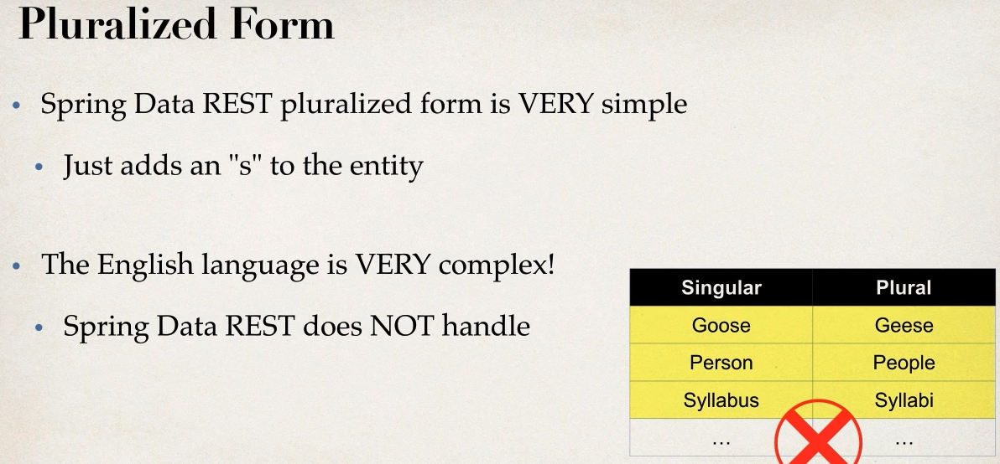 Pluralized Form
• Spring Data REST pluralized form is VERY simple
• Just adds an "s" to the entity
• The English language is VERY complex!
• Spring Data REST does NOT handle
Singular Plural
Goose Geese
Person People
Syllabus Syllabi
... ...